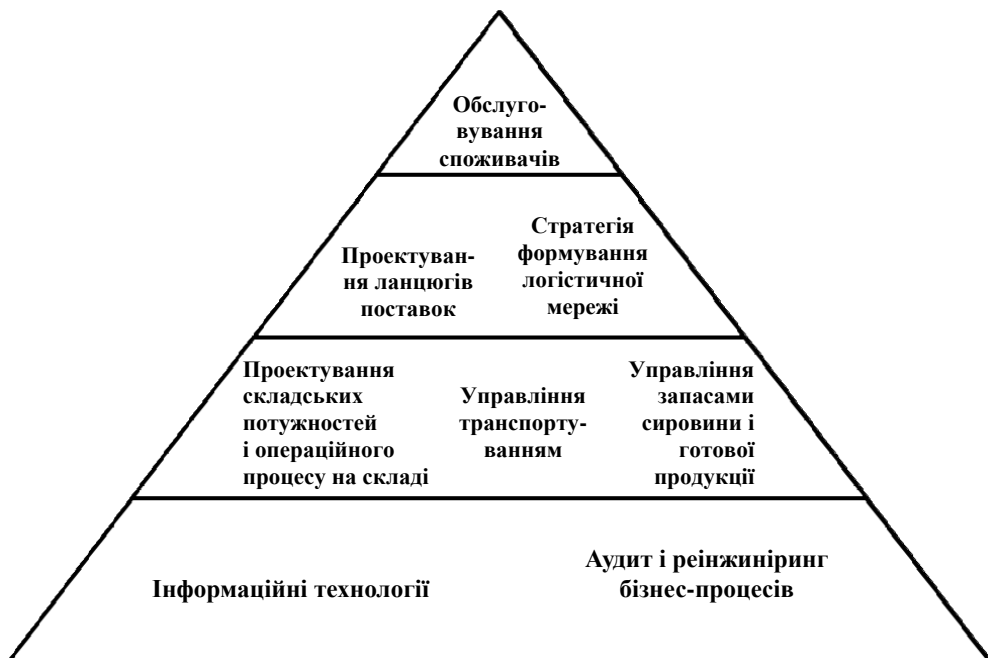 Обслуго-
вування
споживачів
Проектуван-
ня ланцюгів
поставок
Стратегія
формування
логістичної
мережі
Проектування
складських
потужностей
і операційного
процесу на складі
Управління
транспорту-
ванням
Управління
запасами
сировини і
готової
продукції
Інформаційні технології
Аудит і реінжиніринг
бізнес-процесів